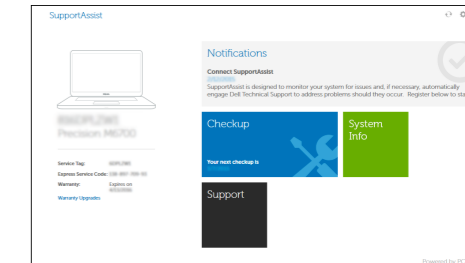 SupportAssist
Notifications
Connect SupportAssist
SupportAssist is designed to monitor your system for issues and, if necessary, automatically
engage Dell Technical Support to address problems should they occur. Register below to sta
Precision M6700
Checkup
System
Info
Service Tag:
Express Service Code:
Your next checkup is
Warranty:
Expires on
Warranty Upgrades
Support
Powered by PC